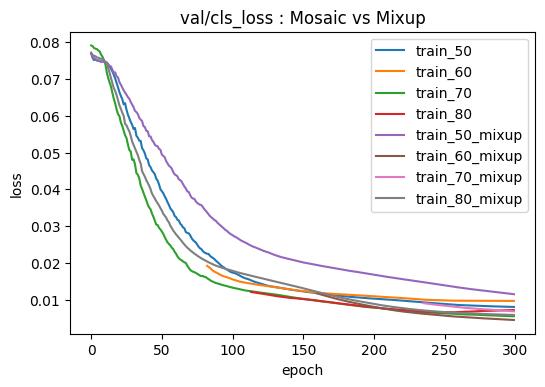 val/cls_loss : Mosaic vs Mixup
0.08
0.07
0.06
0.05
0.04
0.03
0.02
0.01
loss
train_50
train_60
train_70
train_80
train_50_mixup
train_60_mixup
train_70_mixup
train_80_mixup
0 50 100 150 200 250 300
epoch